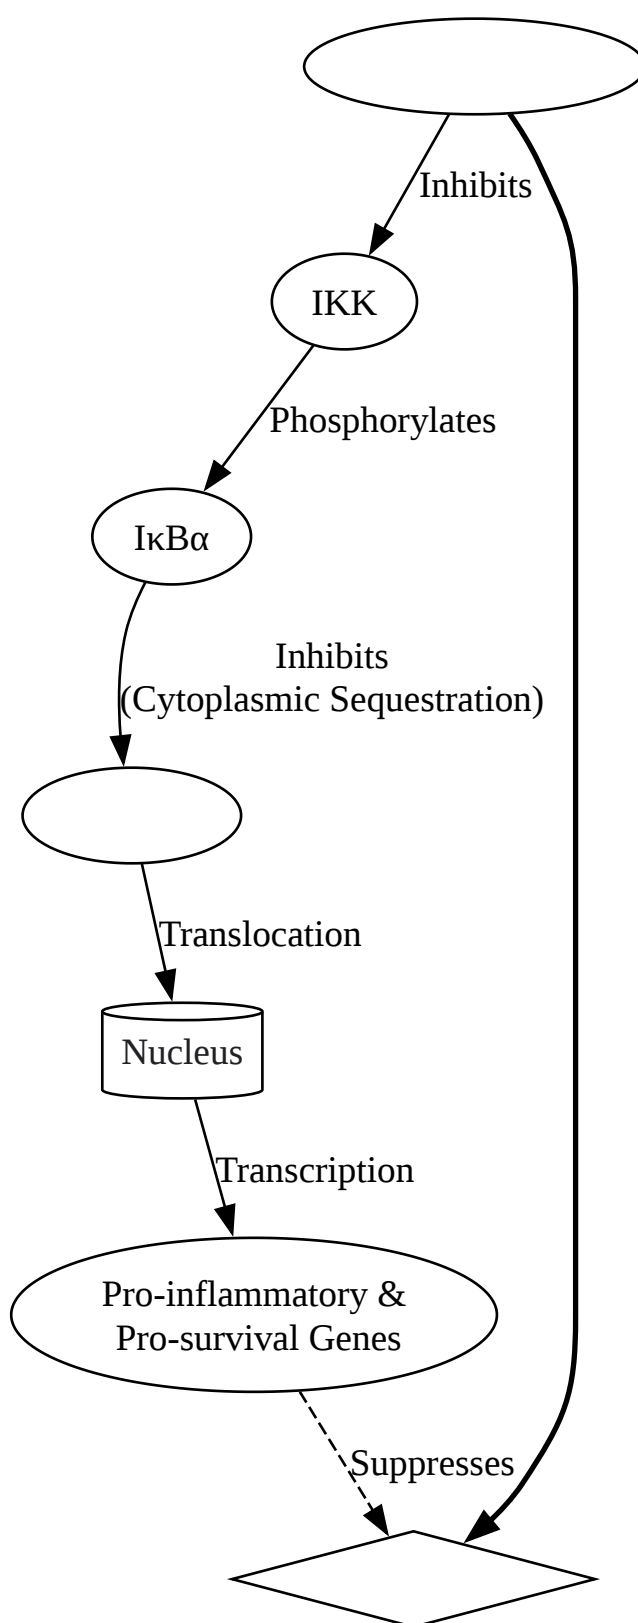 Inhibits
IKK
Phosphorylates
IκBα
Inhibits
(Cytoplasmic Sequestration)
Translocation
Nucleus
Transcription
Pro-inflammatory &
Pro-survival Genes
Suppresses